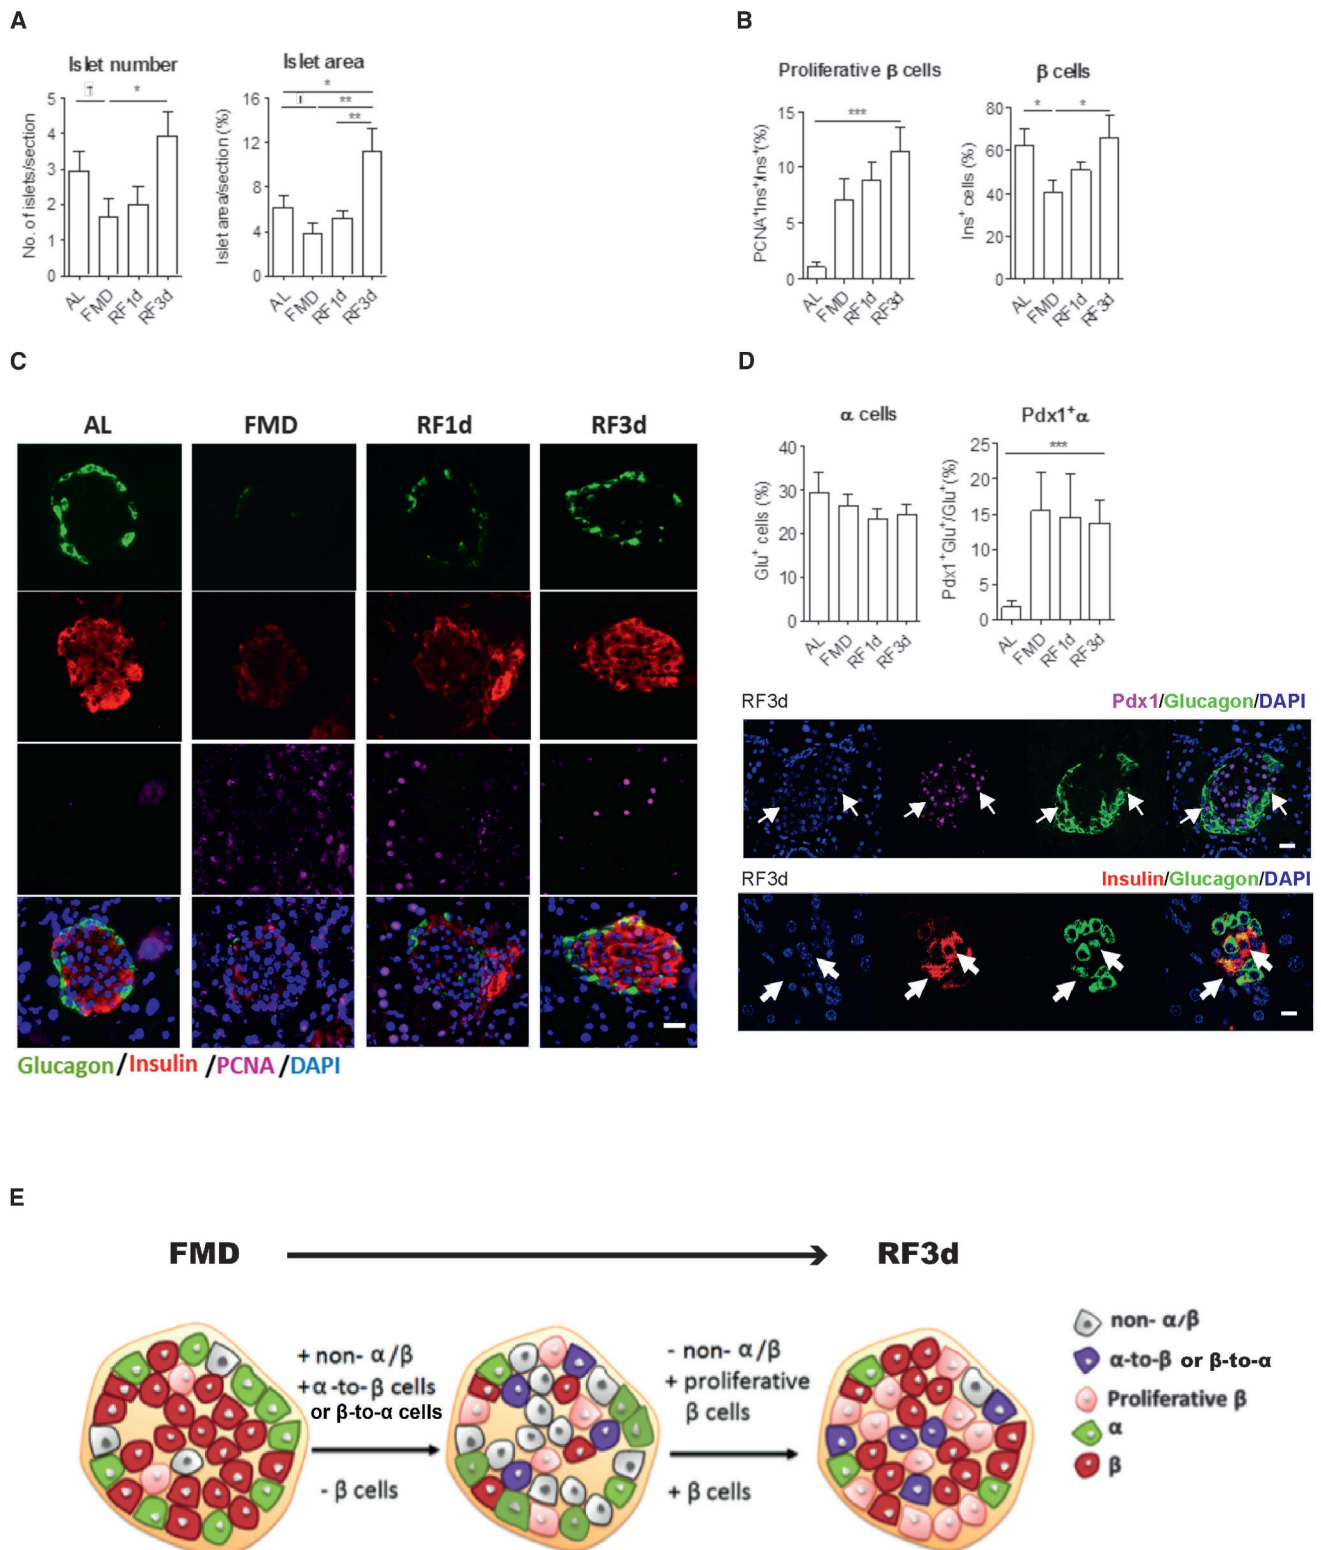 A
Islet number
†
*
No. of islets/section
5
4
3
2
1
0
AL
FMD
RF1d
RF3d
Islet area
*
**
**
Islet area/section (%)
16
12
8
4
0
AL
FMD
RF1d
RF3d
B
Proliferative β cells
***
PCNA⁺Ins⁺/Ins⁺(%)
15
10
5
0
AL
FMD
RF1d
RF3d
β cells
*
*
Ins⁺ cells (%)
80
60
40
20
0
AL
FMD
RF1d
RF3d
C
AL
FMD
RF1d
RF3d
Glucagon/Insulin /PCNA /DAPI
D
α cells
Glu⁺ cells (%)
40
30
20
10
0
AL
FMD
RF1d
RF3d
Pdx1⁺α
***
Pdx1⁺Glu⁺/Glu⁺(%)
25
20
15
10
5
0
AL
FMD
RF1d
RF3d
RF3d
Pdx1/Glucagon/DAPI
RF3d
Insulin/Glucagon/DAPI
E
FMD
RF3d
+ non- α/β
+α-to-β cells
or β-to-α cells
- β cells
- non- α/β
+ proliferative
β cells
+ β cells
non- α/β
α-to-β or β-to-α
Proliferative β
α
β